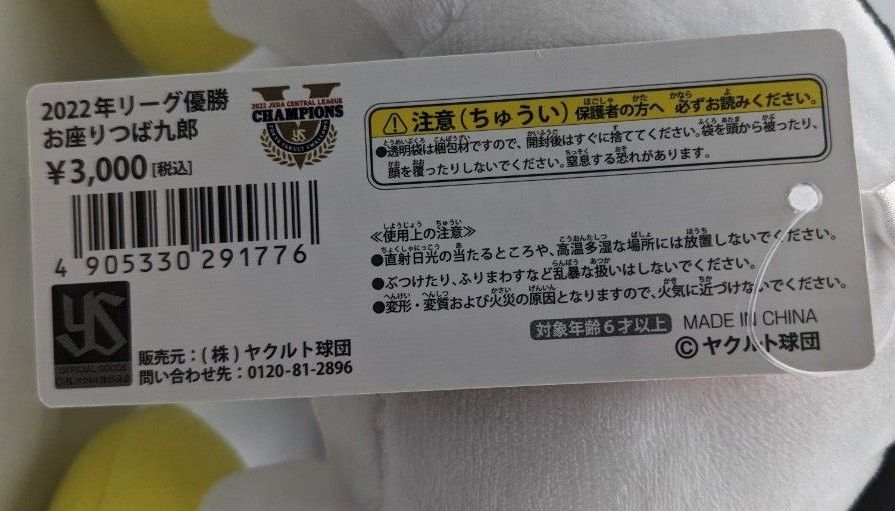 2022年リーグ優勝
お座りつば九郎
¥3,000[税込]
2022 JERA CENTRAL LEAGUE
CHAMPIONS
4 905330 291776
OFFICIAL GOODS
販売元：(株)ヤクルト球団
問い合わせ先：0120-81-2896
⚠注意(ちゅうい)保護者の方へ 必ずお読みください。
●透明袋は梱包材ですので、開封後はすぐに捨ててください。袋を頭から被ったり、
顔を覆ったりしないでください。窒息する恐れがあります。
≪使用上の注意≫
●直射日光の当たるところや、高温多湿な場所には放置しないでください。
●ぶつけたり、ふりまわすなど乱暴な扱いはしないでください。
●変形・変質および火災の原因となりますので、火気に近づけないでください。
対象年齢6才以上 MADE IN CHINA
©ヤクルト球団